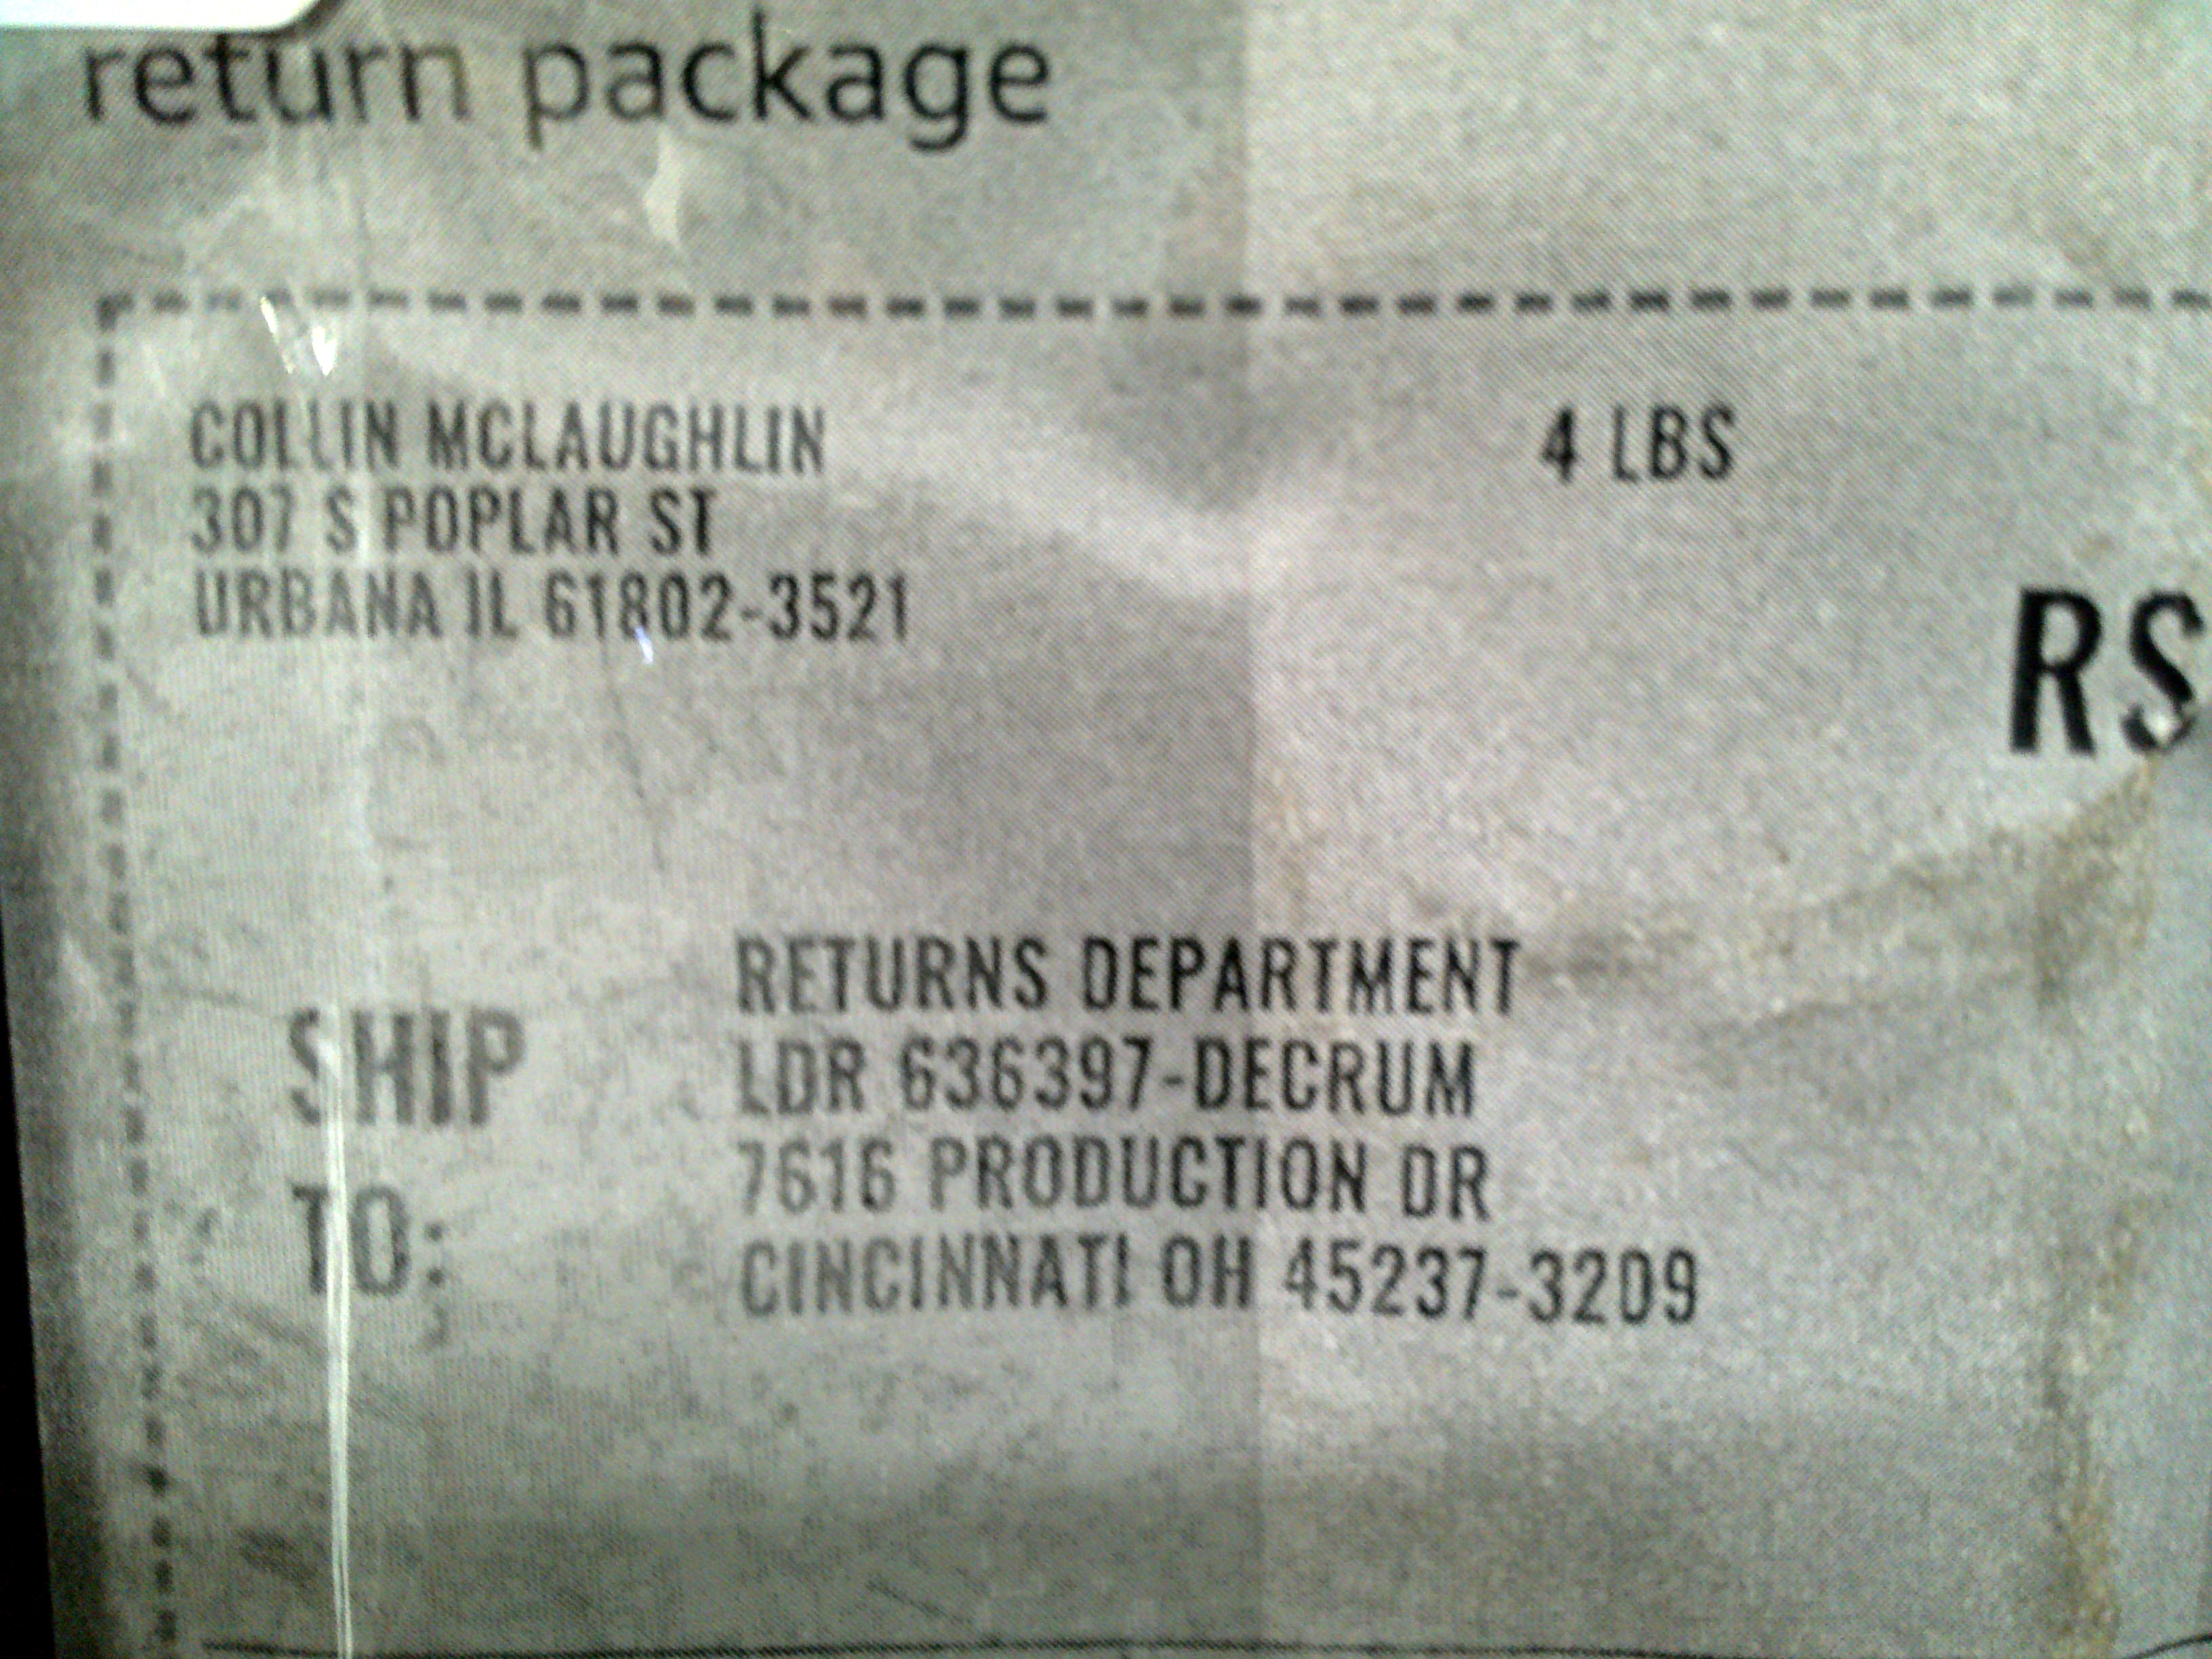 return package
COLLIN MCLAUGHLIN
307 S POPLAR ST
URBANA IL 61802-3521
4 LBS
RS
SHIP
TO:
RETURNS DEPARTMENT
LDR 636397-DECRUM
7616 PRODUCTION DR
CINCINNATI OH 45237-3209